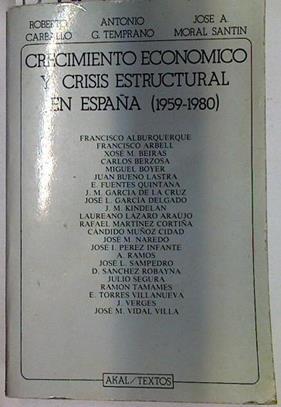 ROBERTO ANTONIO JOSE A.
CARBALLO G. TEMPRANO MORAL SANTIN
CRECIMIENTO ECONOMICO
Y CRISIS ESTRUCTURAL
EN ESPAÑA (1959-1980)
FRANCISCO ALBURQUERQUE
FRANCISCO ARBELL
XOSE M. BEIRAS
CARLOS BERZOSA
MIGUEL BOYER
JUAN BUENO LASTRA
E. FUENTES QUINTANA
J. M. GARCIA DE LA CRUZ
JOSE L. GARCIA DELGADO
J. M. KINDELAN
LAUREANO LAZARO ARAUJO
RAFAEL MARTINEZ CORTIÑA
CANDIDO MUÑOZ CIDAD
JOSE M. NAREDO
JOSE I. PEREZ INFANTE
A. RAMOS
JOSE L. SAMPEDRO
D. SANCHEZ ROBAYNA
JULIO SEGURA
RAMON TAMAMES
E. TORRES VILLANUEVA
J. VERGES
JOSE M. VIDAL VILLA
AKAL/TEXTOS